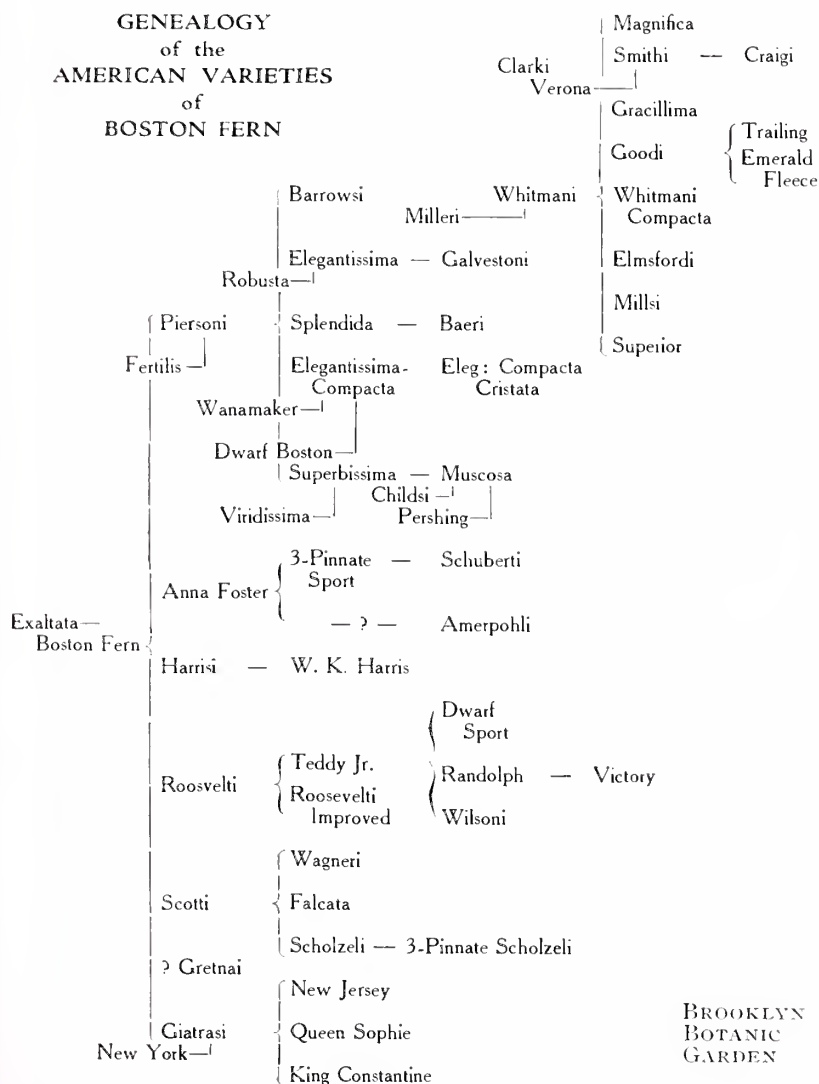 GENEALOGY
of the
AMERICAN VARIETIES
of
BOSTON FERN
Magnifica
Smithi — Craigi
Clarki
Verona
Gracillima
Goodi
Trailing
Emerald
Fleece
Barrowsi
Whitmani
Milleri
Whitmani
Compacta
Elegantissima — Galvestoni
Elmsfordi
Robusta
Millsi
Piersoni
Splendida — Baeri
Superior
Fertilis
Elegantissima-
Compacta
Eleg: Compacta
Cristata
Wanamaker
Dwarf Boston
Superbissima — Muscosa
Childsi
Viridissima
Pershing
3-Pinnate — Schuberti
Sport
Anna Foster
— ? — Amerpohli
Exaltata—
Boston Fern
Harrisi — W. K. Harris
Dwarf
Sport
Teddy Jr.
Randolph — Victory
Roosvelti
Roosevelti
Improved
Wilsoni
Wagneri
Scotti
Falcata
Scholzeli — 3-Pinnate Scholzeli
? Gretnai
New Jersey
Giatrasi
Queen Sophie
New York
King Constantine
BROOKLYN
BOTANIC
GARDEN